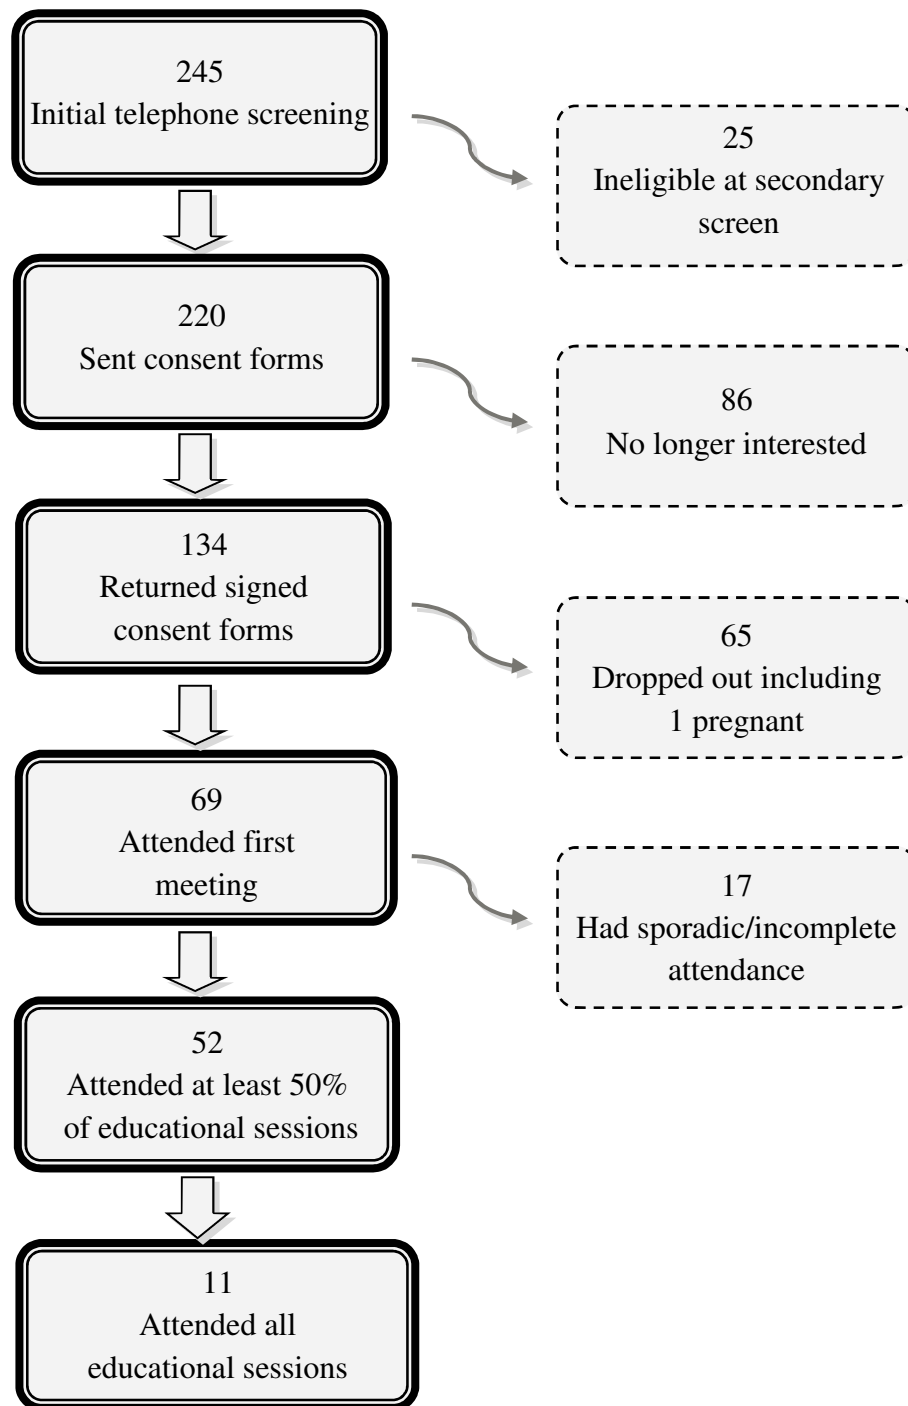 245
Initial telephone screening
25
Ineligible at secondary
screen
220
Sent consent forms
86
No longer interested
134
Returned signed
consent forms
65
Dropped out including
1 pregnant
69
Attended first
meeting
17
Had sporadic/incomplete
attendance
52
Attended at least 50%
of educational sessions
11
Attended all
educational sessions